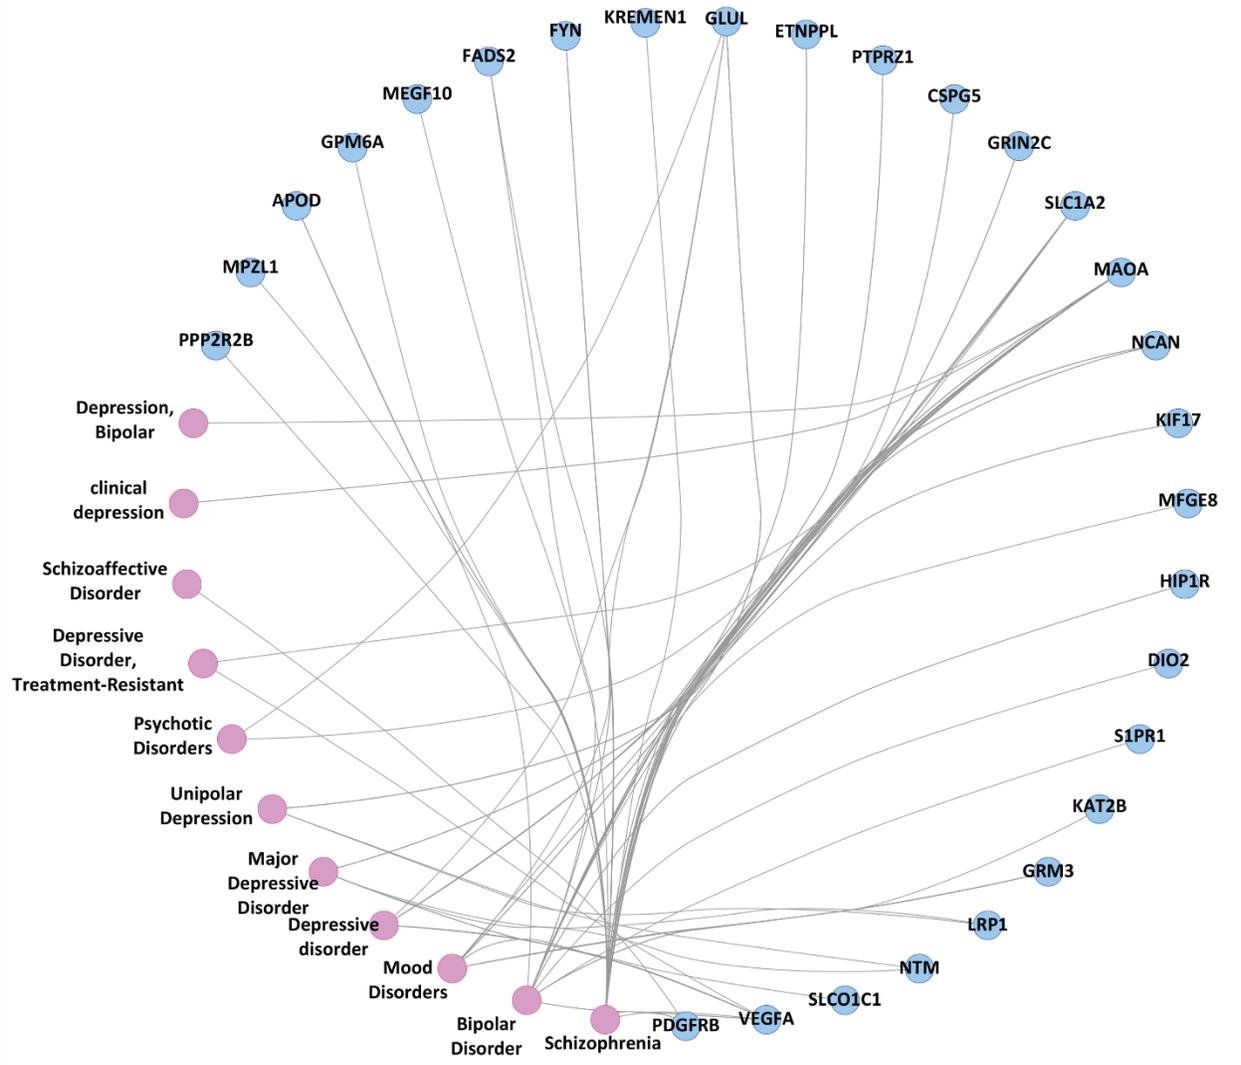 KREMEN1
GLUL
FYN
ETNPPL
FADS2
PTPRZ1
MEGF10
CSPG5
GPM6A
GRIN2C
APOD
SLC1A2
MPZL1
MAOA
PPP2R2B
NCAN
Depression,
Bipolar
KIF17
clinical
depression
MFGE8
Schizoaffective
Disorder
HIP1R
Depressive
Disorder,
Treatment-Resistant
DIO2
Psychotic
Disorders
S1PR1
Unipolar
Depression
KAT2B
Major
Depressive
Disorder
GRM3
Depressive
disorder
LRP1
Mood
Disorders
NTM
SLCO1C1
Bipolar
Disorder
Schizophrenia
PDGFRB
VEGFA